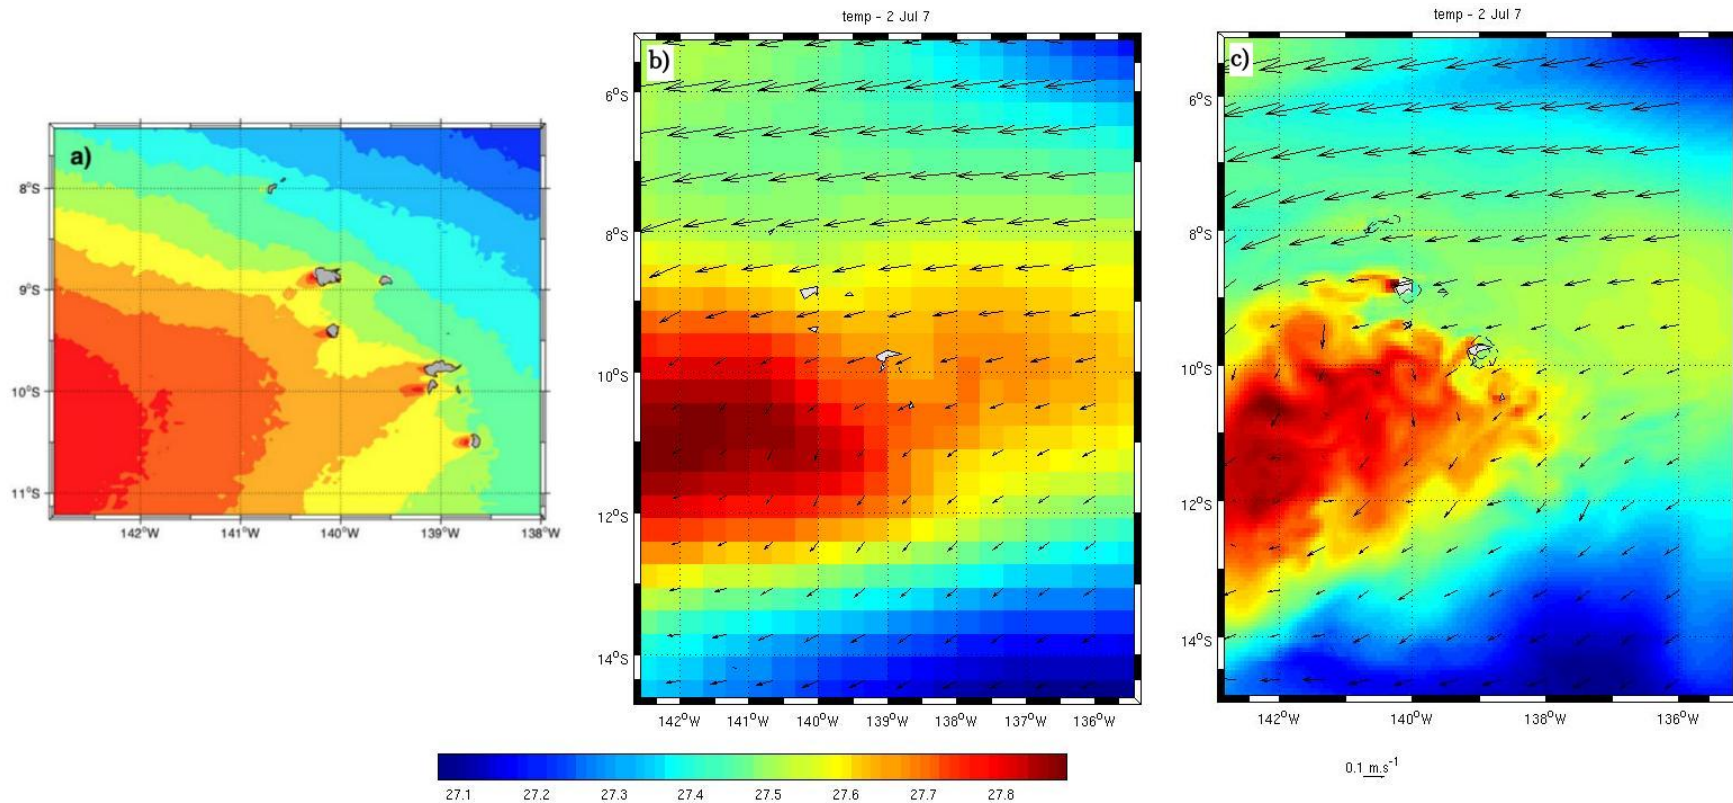 temp - 2 Jul 7
temp - 2 Jul 7
a)
b)
c)
8°S
9°S
10°S
11°S
142°W 141°W 140°W 139°W 138°W
6°S
8°S
10°S
12°S
14°S
142°W 141°W 140°W 139°W 138°W 137°W 136°W
6°S
8°S
10°S
12°S
14°S
142°W 140°W 138°W 136°W
27.1 27.2 27.3 27.4 27.5 27.6 27.7 27.8
0.1 m.s⁻¹